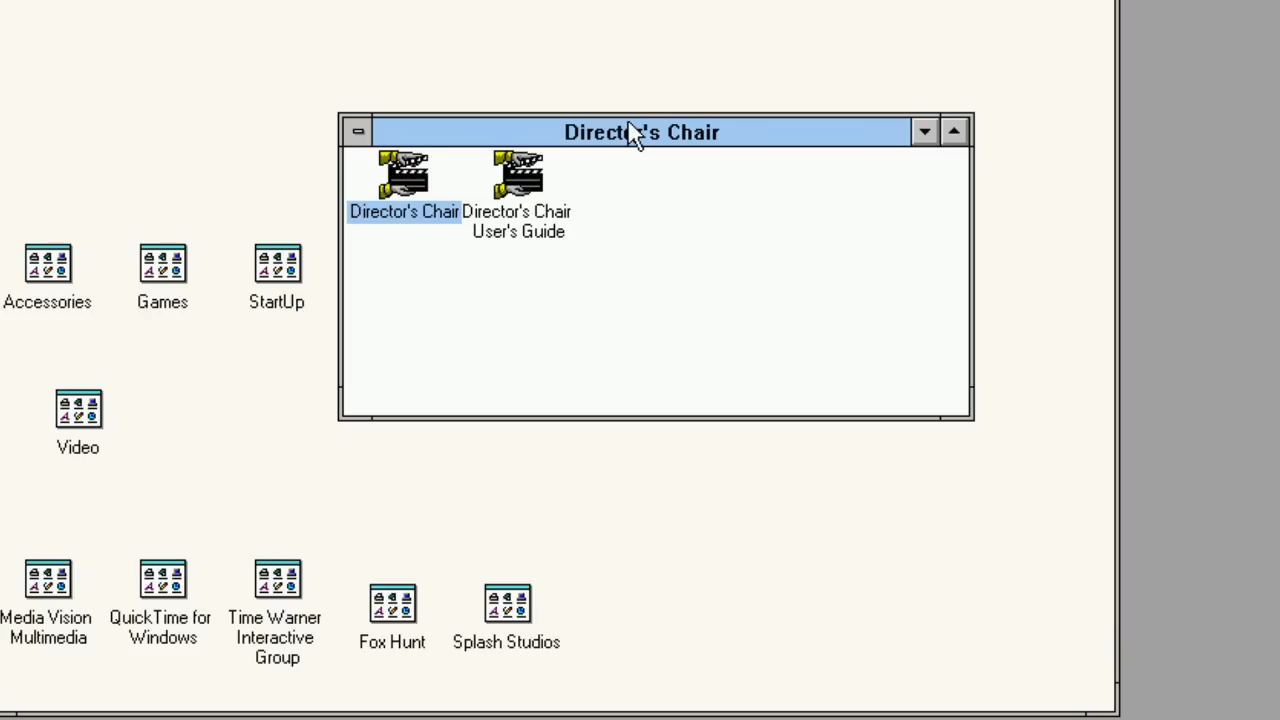 Director's Chair
Director's Chair
Director's Chair
User's Guide
Accessories
Games
StartUp
Video
Media Vision
Multimedia
QuickTime for
Windows
Time Warner
Interactive
Group
Fox Hunt
Splash Studios